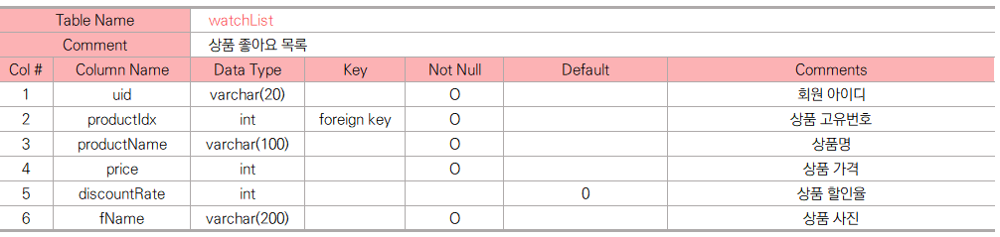 Table Name watchList
Comment 상품 좋아요 목록
Col # Column Name Data Type Key Not Null Default Comments
1 uid varchar(20) O 회원 아이디
2 productIdx int foreign key O 상품 고유번호
3 productName varchar(100) O 상품명
4 price int O 상품 가격
5 discountRate int 0 상품 할인율
6 fName varchar(200) O 상품 사진